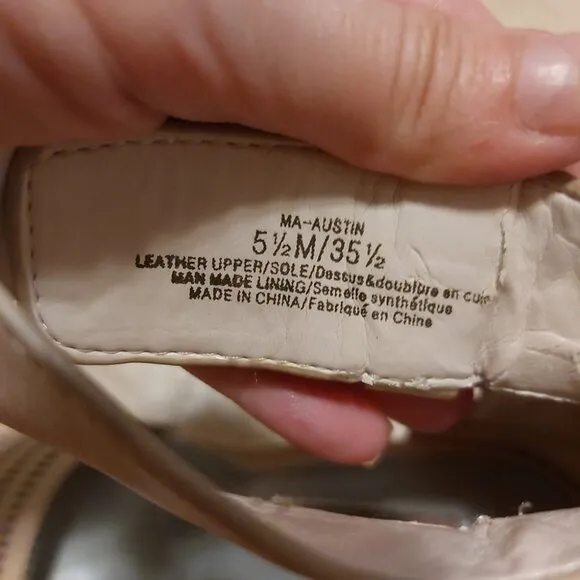 MA-AUSTIN
5½ M/35½
LEATHER UPPER/SOLE/Dessus&doublure en cuir
MAN MADE LINING/Semelle synthétique
MADE IN CHINA/Fabriqué en Chine